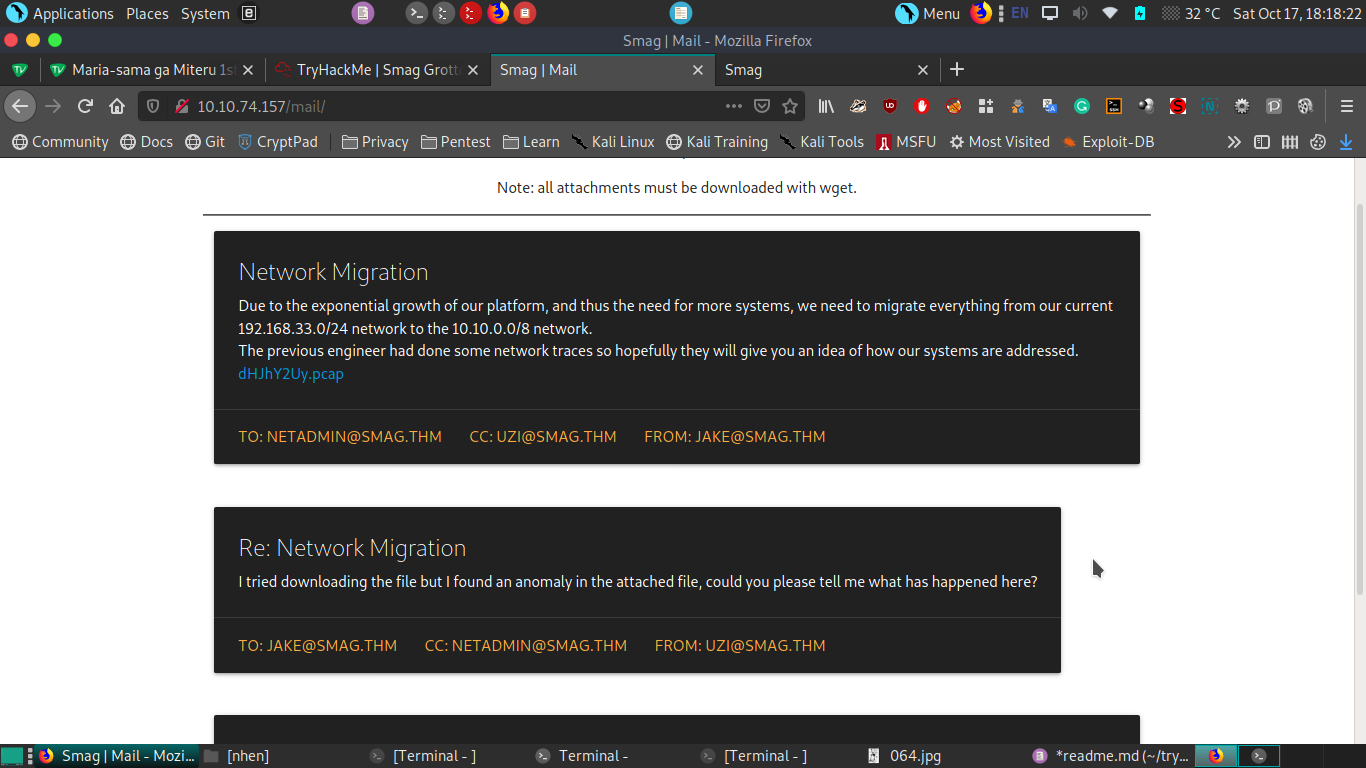 Applications Places System
Menu EN 32 °C Sat Oct 17, 18:18:22
Smag | Mail - Mozilla Firefox
Maria-sama ga Miteru 1s
TryHackMe | Smag Grott
Smag | Mail
Smag
10.10.74.157/mail/
Community Docs Git CryptPad Privacy Pentest Learn Kali Linux Kali Training Kali Tools MSFU Most Visited Exploit-DB
Note: all attachments must be downloaded with wget.
Network Migration
Due to the exponential growth of our platform, and thus the need for more systems, we need to migrate everything from our current
192.168.33.0/24 network to the 10.10.0.0/8 network.
The previous engineer had done some network traces so hopefully they will give you an idea of how our systems are addressed.
dHJhY2Uy.pcap
TO: NETADMIN@SMAG.THM CC: UZI@SMAG.THM FROM: JAKE@SMAG.THM
Re: Network Migration
I tried downloading the file but I found an anomaly in the attached file, could you please tell me what has happened here?
TO: JAKE@SMAG.THM CC: NETADMIN@SMAG.THM FROM: UZI@SMAG.THM
Smag | Mail - Mozi... [nhen] [Terminal - ] Terminal - [Terminal - ] 064.jpg *readme.md (~/try...